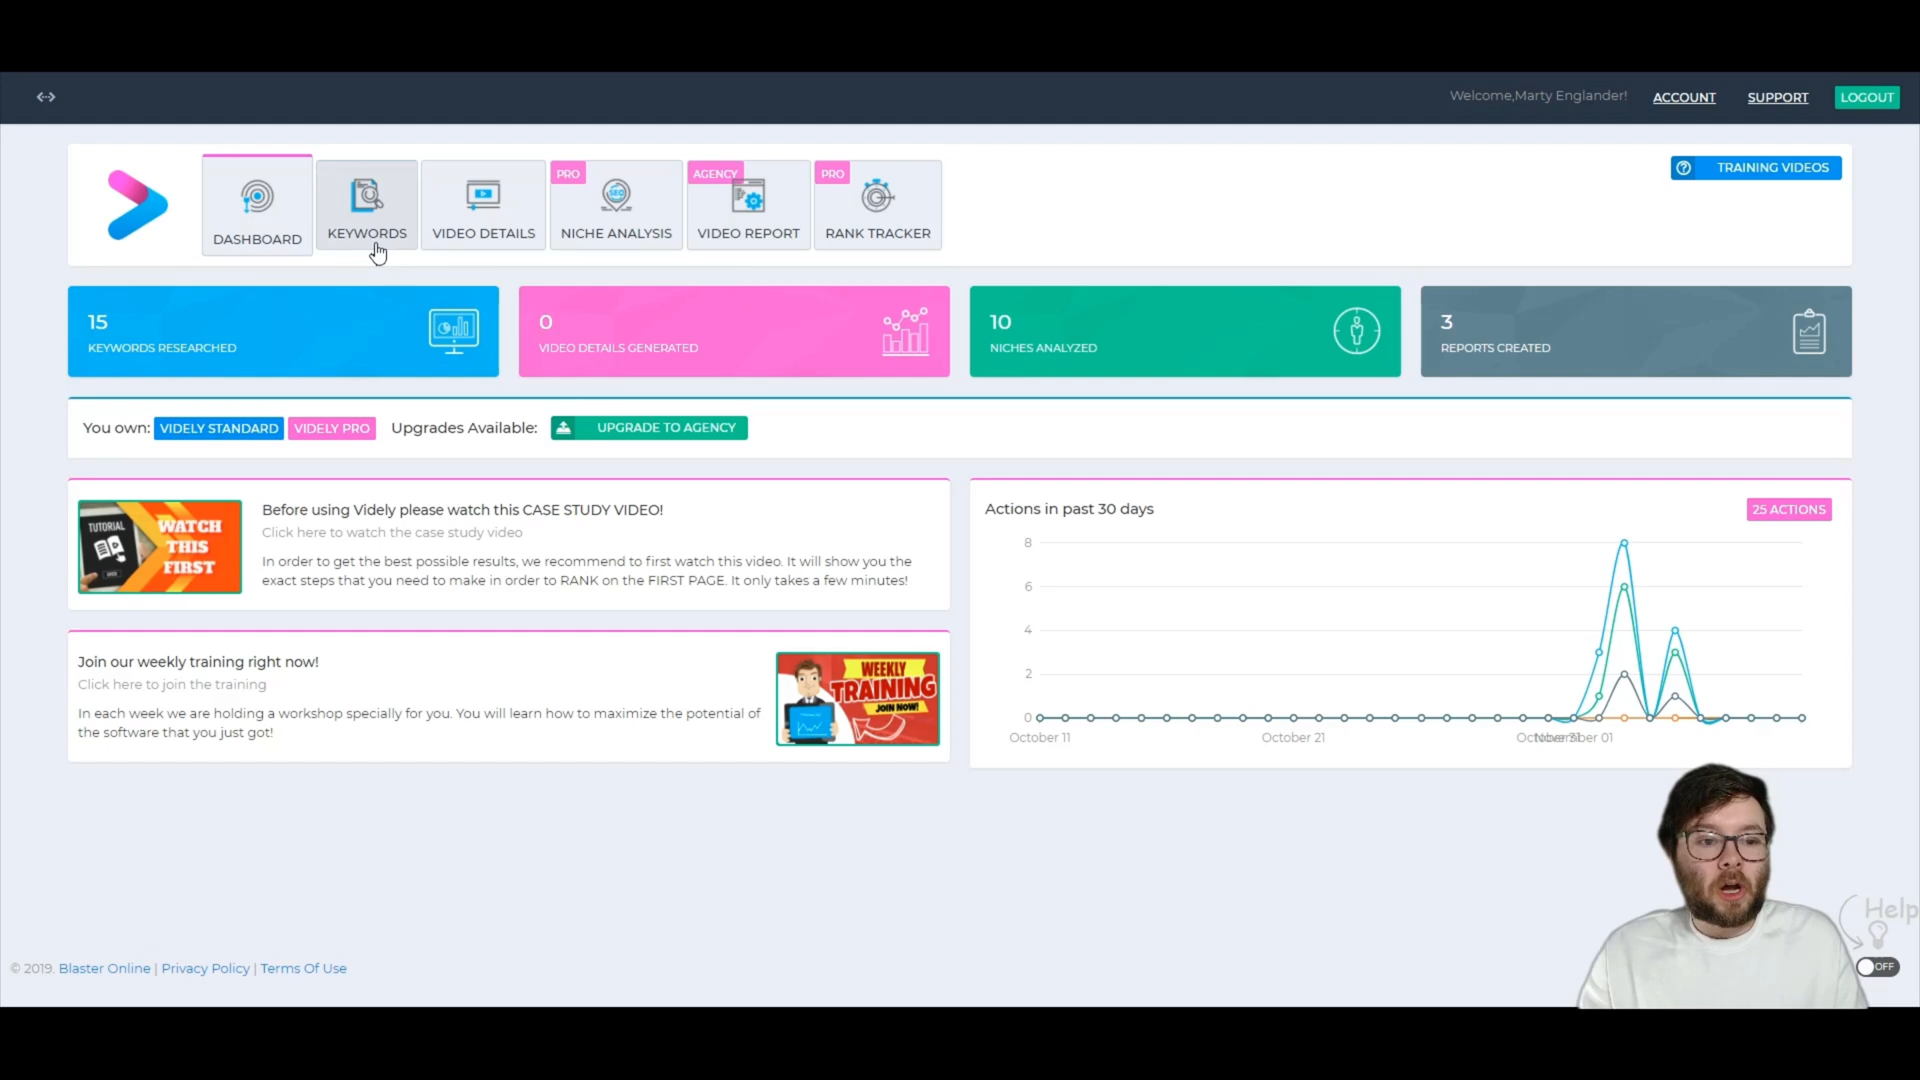 Welcome,Marty Englander!
ACCOUNT
SUPPORT
LOGOUT
DASHBOARD
KEYWORDS
VIDEO DETAILS
PRO
SEO
NICHE ANALYSIS
AGENCY
VIDEO REPORT
PRO
RANK TRACKER
TRAINING VIDEOS
15
KEYWORDS RESEARCHED
0
VIDEO DETAILS GENERATED
10
NICHES ANALYZED
3
REPORTS CREATED
You own: VIDELY STANDARD VIDELY PRO Upgrades Available: UPGRADE TO AGENCY
TUTORIAL
WATCH
THIS
FIRST
Before using Videly please watch this CASE STUDY VIDEO!
Click here to watch the case study video
In order to get the best possible results, we recommend to first watch this video. It will show you the
exact steps that you need to make in order to RANK on the FIRST PAGE. It only takes a few minutes!
Join our weekly training right now!
Click here to join the training
In each week we are holding a workshop specially for you. You will learn how to maximize the potential of
the software that you just got!
WEEKLY
TRAINING
JOIN NOW!
Actions in past 30 days
25 ACTIONS
8
6
4
2
0
October 11
October 21
October 31
November 01
Help
OFF
© 2019. Blaster Online | Privacy Policy | Terms Of Use